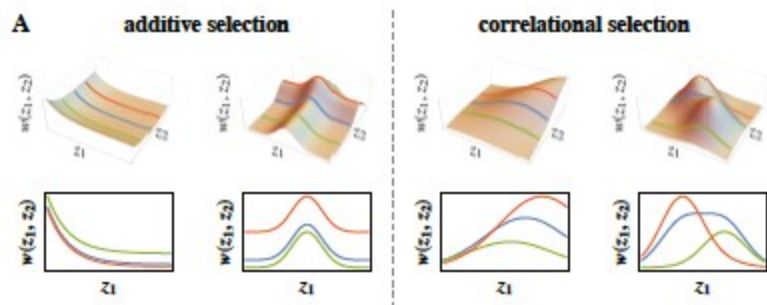 A additive selection correlational selection
w(z₁, z₂) z₁ z₂ w(z₁, z₂) z₁ z₂ w(z₁, z₂) z₁ z₂ w(z₁, z₂) z₁ z₂
w(z₁, z₂) w(z₁, z₂) w(z₁, z₂) w(z₁, z₂)
z₁ z₁ z₁ z₁